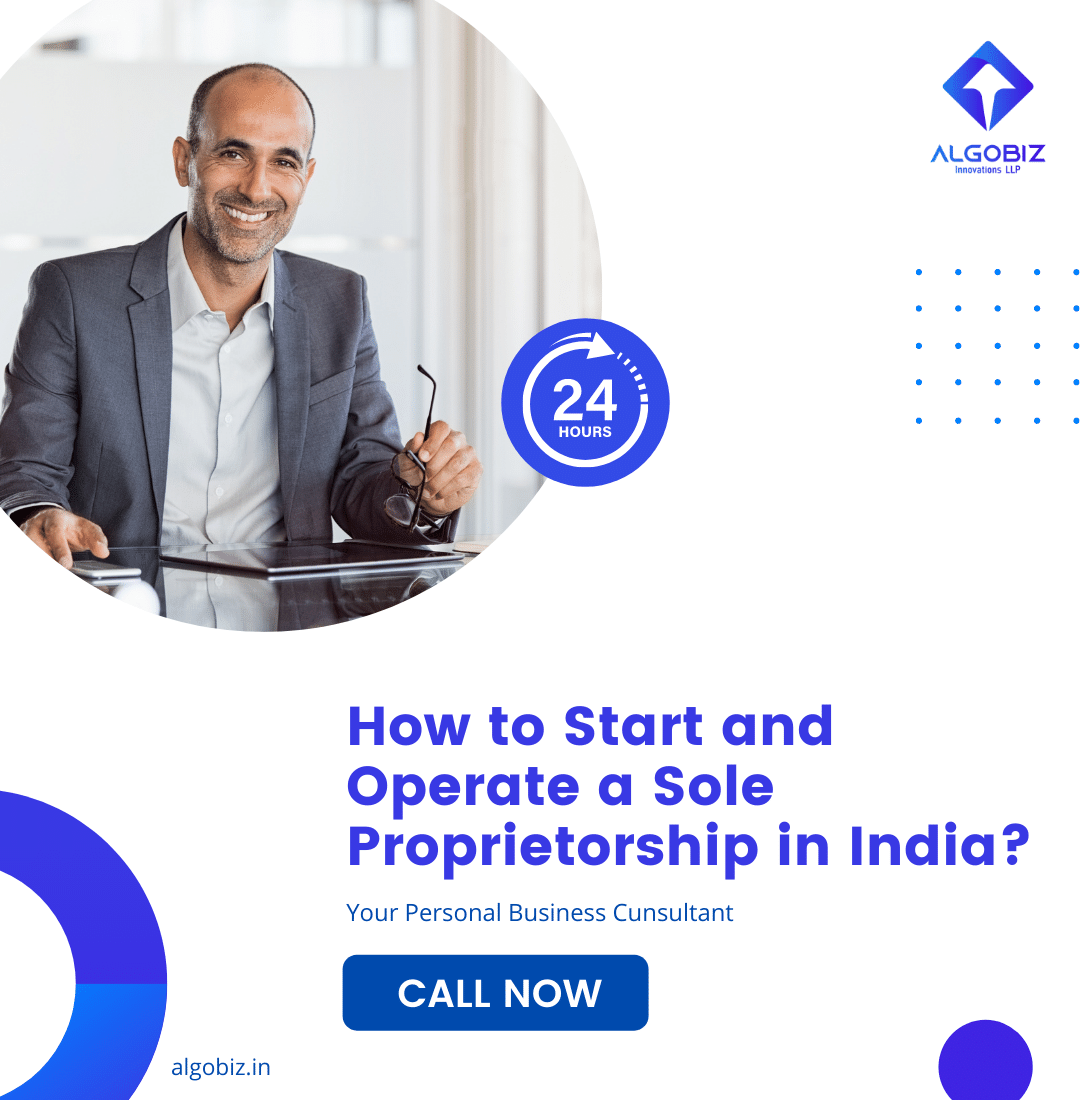 ALGOBIZ
Innovations LLP
24
HOURS
How to Start and
Operate a Sole
Proprietorship in India?
Your Personal Business Cunsultant
CALL NOW
algobiz.in